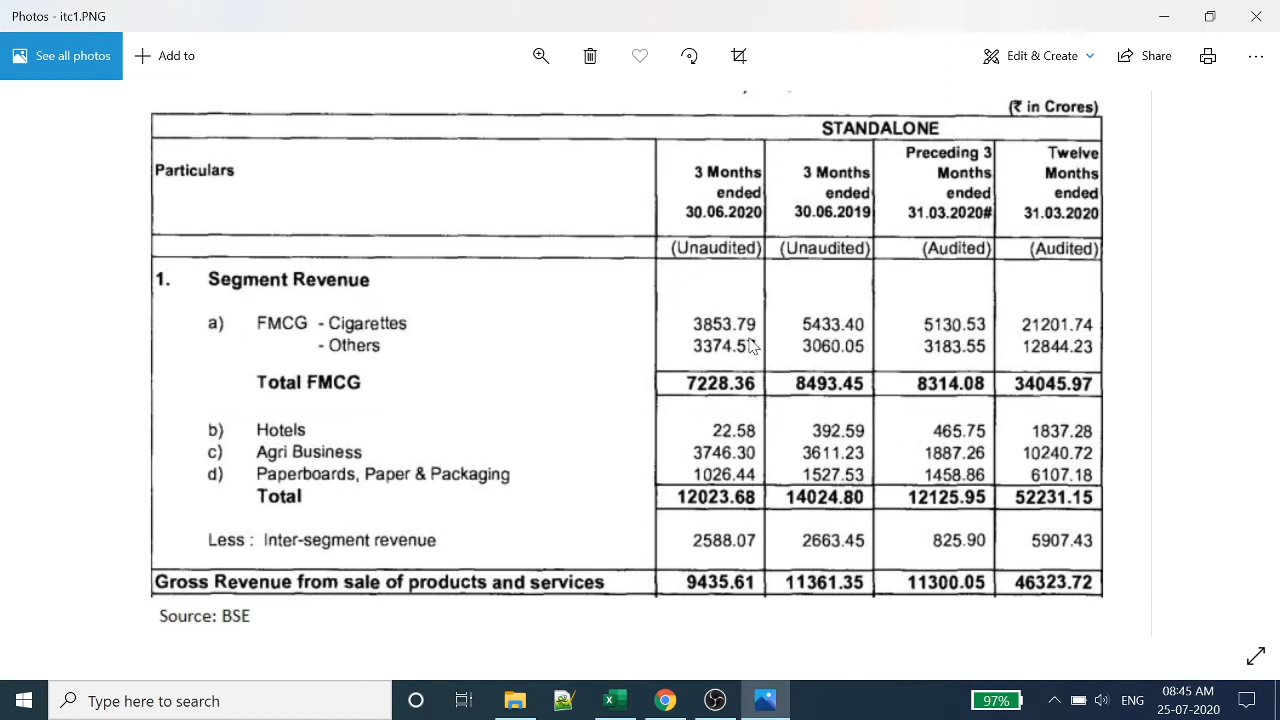 Photos - itc1.PNG
See all photos
Add to
Edit & Create
Share
(₹ in Crores)
STANDALONE
Particulars
3 Months ended 30.06.2020
3 Months ended 30.06.2019
Preceding 3 Months ended 31.03.2020#
Twelve Months ended 31.03.2020
(Unaudited) (Unaudited) (Audited) (Audited)
1. Segment Revenue
a) FMCG - Cigarettes 3853.79 5433.40 5130.53 21201.74
- Others 3060.05 3183.55 12844.23
Total FMCG 7228.36 8493.45 8314.08 34045.97
b) Hotels 22.58 392.59 465.75 1837.28
c) Agri Business 3746.30 3611.23 1887.26 10240.72
d) Paperboards, Paper & Packaging 1026.44 1527.53 1458.86 6107.18
Total 12023.68 14024.80 12125.95 52231.15
Less : Inter-segment revenue 2588.07 2663.45 825.90 5907.43
Gross Revenue from sale of products and services 9435.61 11361.35 11300.05 46323.72
Source: BSE
Type here to search
97%
ENG
08:45 AM
25-07-2020